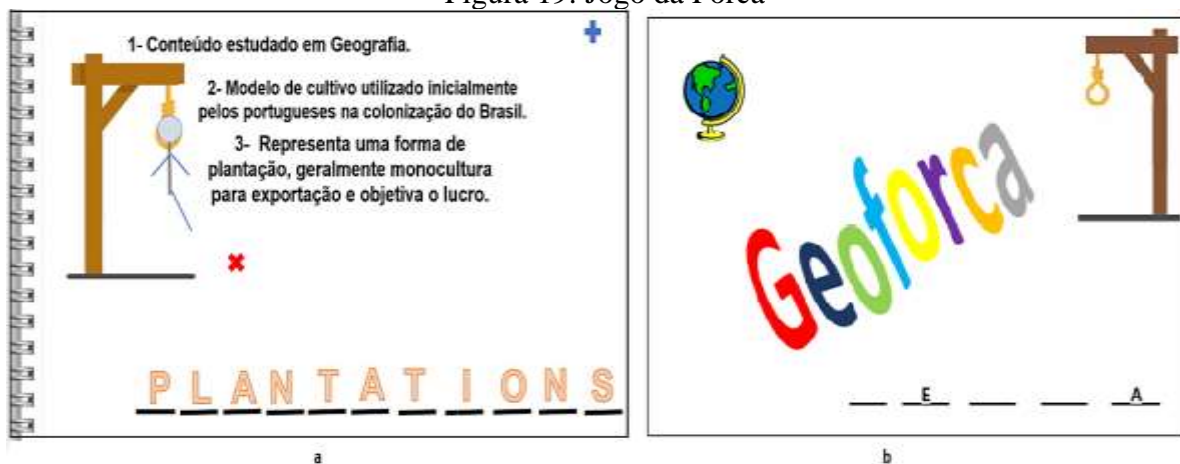 Figura 19: Jogo da Forca
1- Conteúdo estudado em Geografia.
2- Modelo de cultivo utilizado inicialmente
pelos portugueses na colonização do Brasil.
3- Representa uma forma de
plantação, geralmente monocultura
para exportação e objetiva o lucro.
PLANTATIONS
a
Geoforca
E A
b